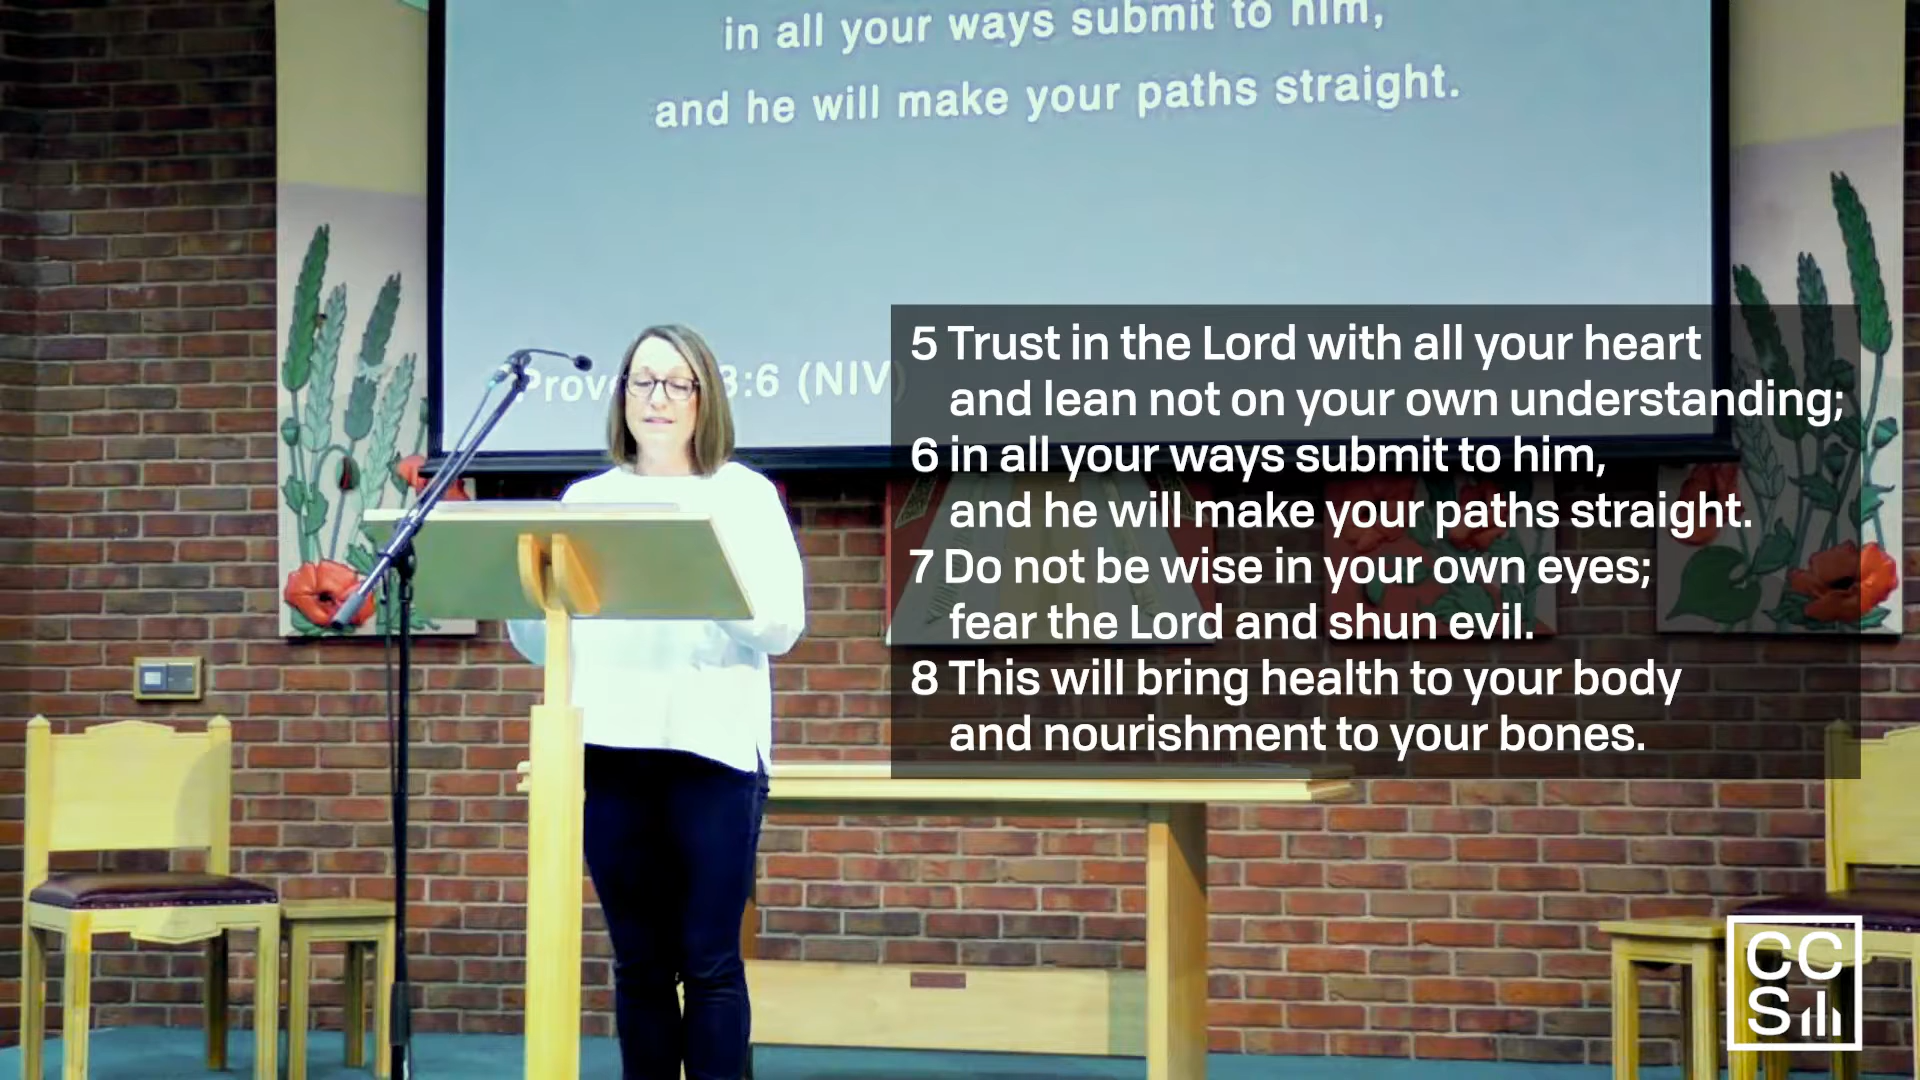 in all your ways submit to him,
and he will make your paths straight.
3:6 (NIV)
5 Trust in the Lord with all your heart
and lean not on your own understanding;
6 in all your ways submit to him,
and he will make your paths straight.
7 Do not be wise in your own eyes;
fear the Lord and shun evil.
8 This will bring health to your body
and nourishment to your bones.
CC
S